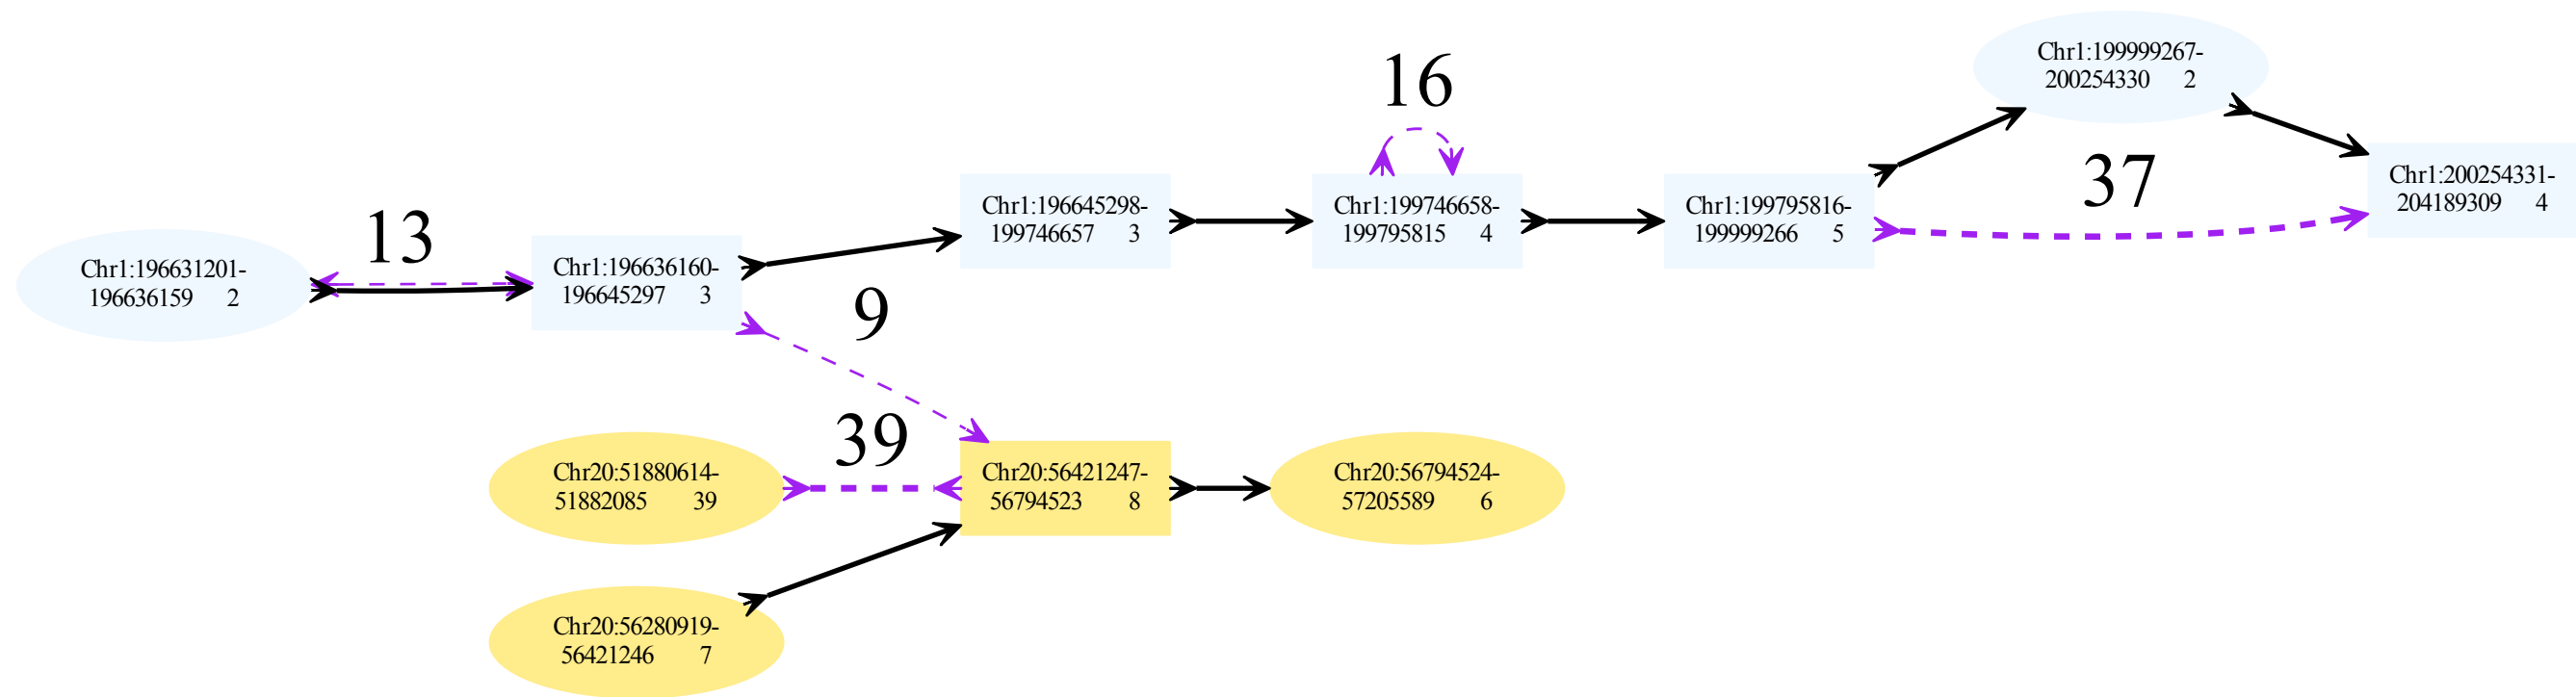 Chr1:199999267-
200254330 2
16
37
Chr1:200254331-
204189309 4
Chr1:196645298-
199746657 3
Chr1:199746658-
199795815 4
Chr1:199795816-
199999266 5
13
Chr1:196631201-
196636159 2
Chr1:196636160-
196645297 3
9
39
Chr20:51880614-
51882085 39
Chr20:56421247-
56794523 8
Chr20:56794524-
57205589 6
Chr20:56280919-
56421246 7